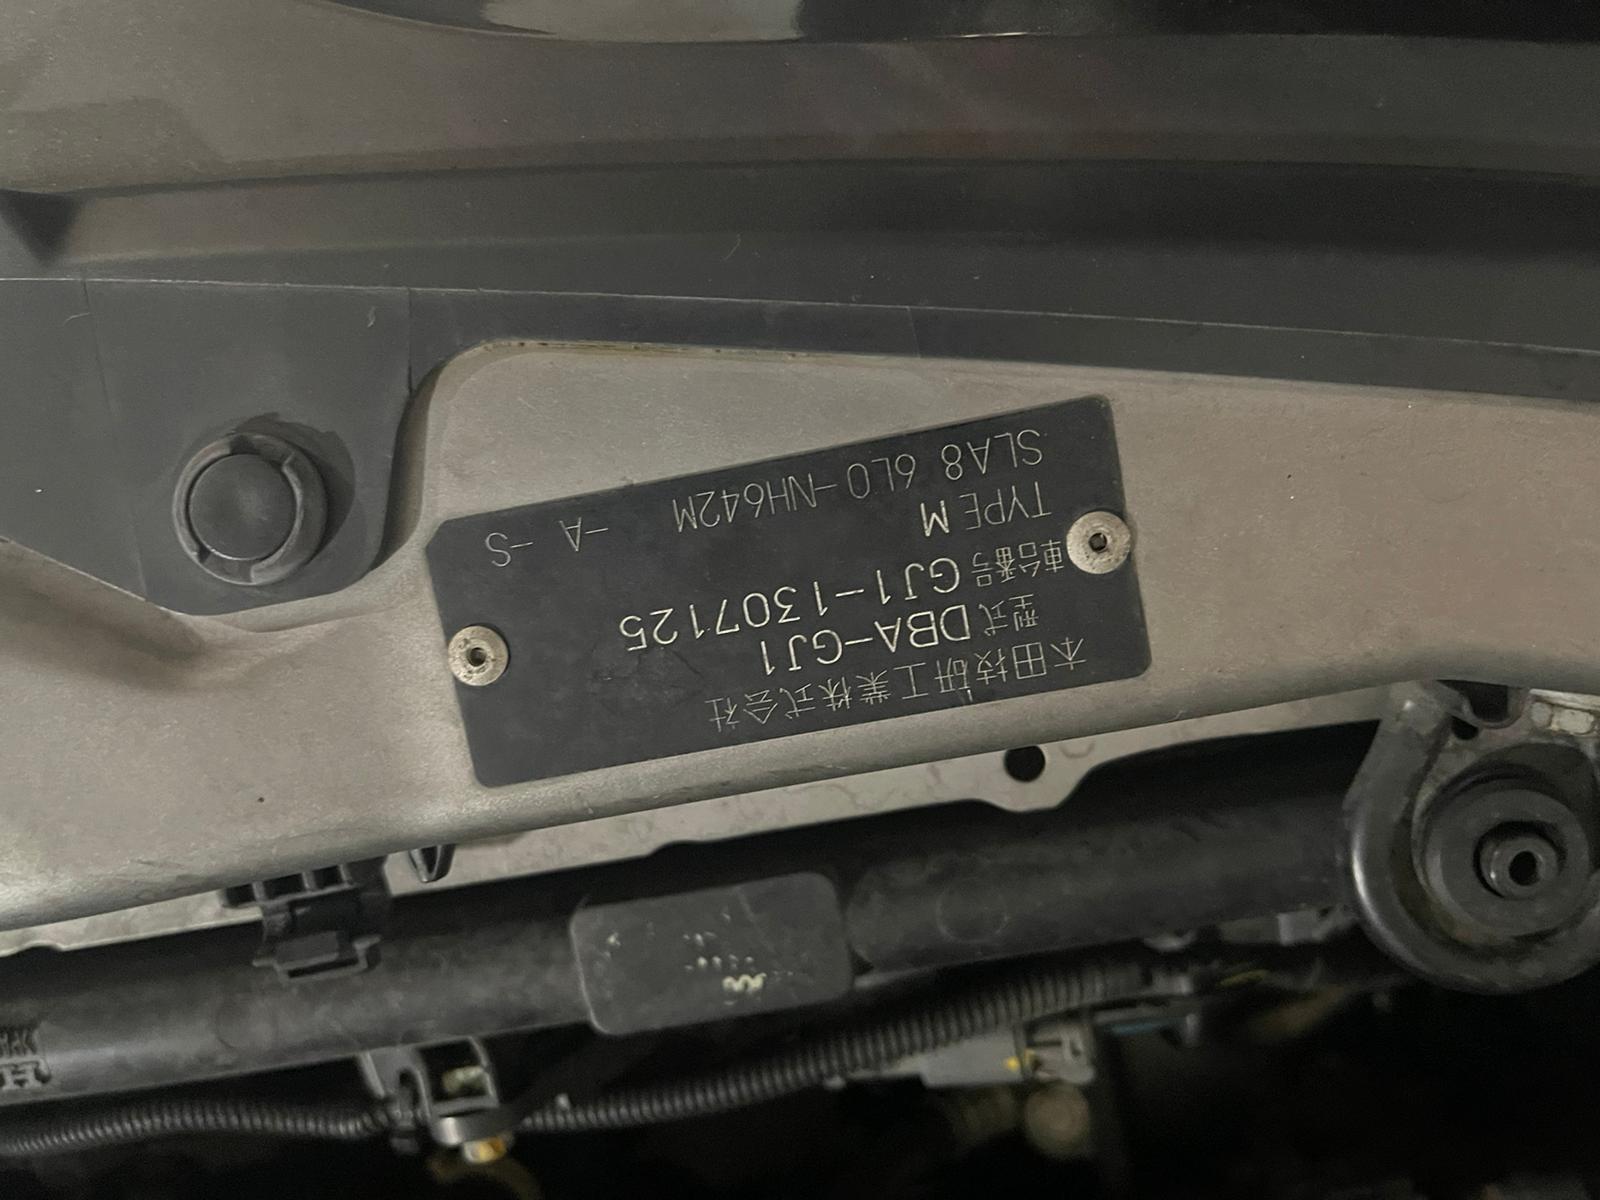 本田技研工業株式会社
型式 DBA-GJ1
車台番号 GJ1-1307125
TYPE M
SLA8 6L0-NH642M -A -S